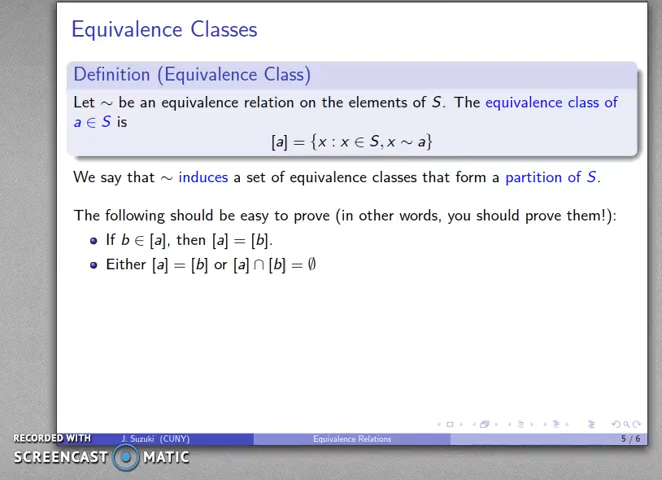 Equivalence Classes
Definition (Equivalence Class)
Let ∼ be an equivalence relation on the elements of S. The equivalence class of
a ∈ S is
[a] = {x : x ∈ S, x ∼ a}
We say that ∼ induces a set of equivalence classes that form a partition of S.
The following should be easy to prove (in other words, you should prove them!):
If b ∈ [a], then [a] = [b].
Either [a] = [b] or [a] ∩ [b] = ∅
J. Suzuki (CUNY) Equivalence Relations 5 / 6
RECORDED WITH
SCREENCAST MATIC